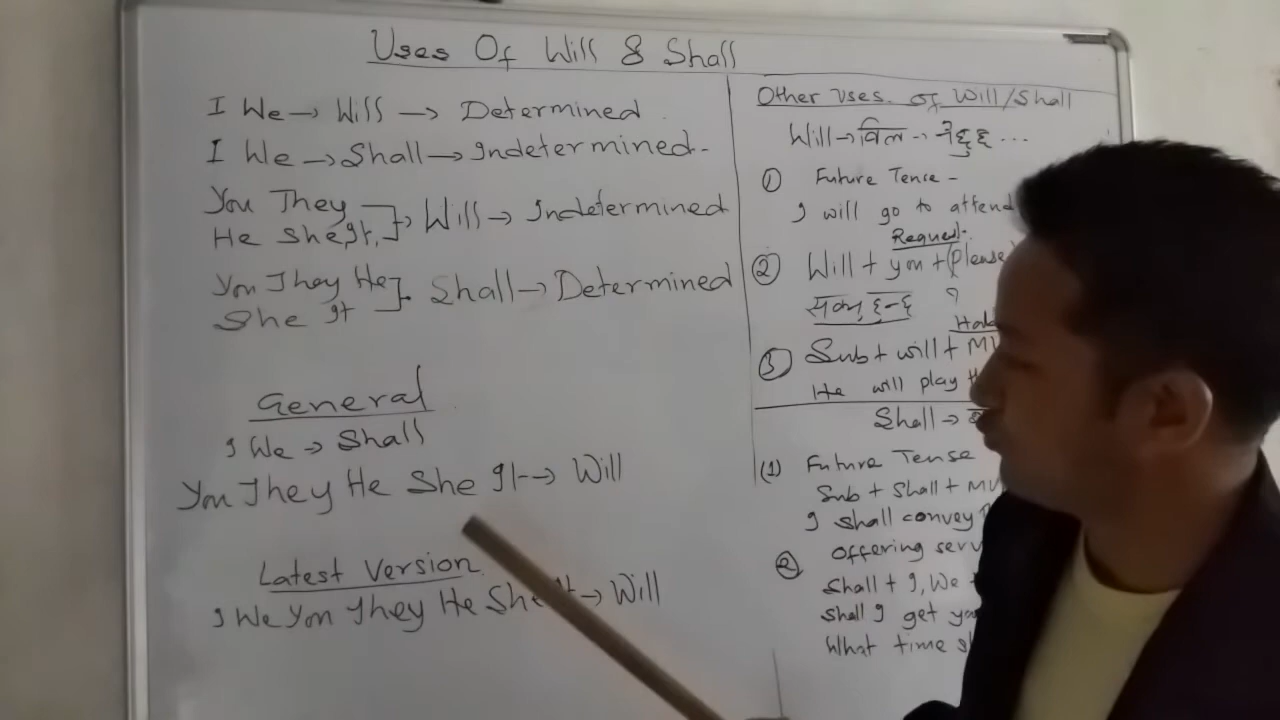 Uses Of Will & Shall
I We → Will → Determined
I We → Shall → Indetermined-
You They
He She It
Will → Indetermined
You They He
She It
Shall → Determined
General
I We → Shall
You They He She It → Will
Latest Version
I We You They He She It → Will
Other Uses of Will/Shall
Will → विल
① Future Tense -
I will go to attend
Request
② Will + you + (Please)
?
③ Sub + will + MV
He will play
Shall →
(1) Future Tense
Sub + Shall + MV
I shall convey
② Offering
Shall + I, We +
Shall I get
What time